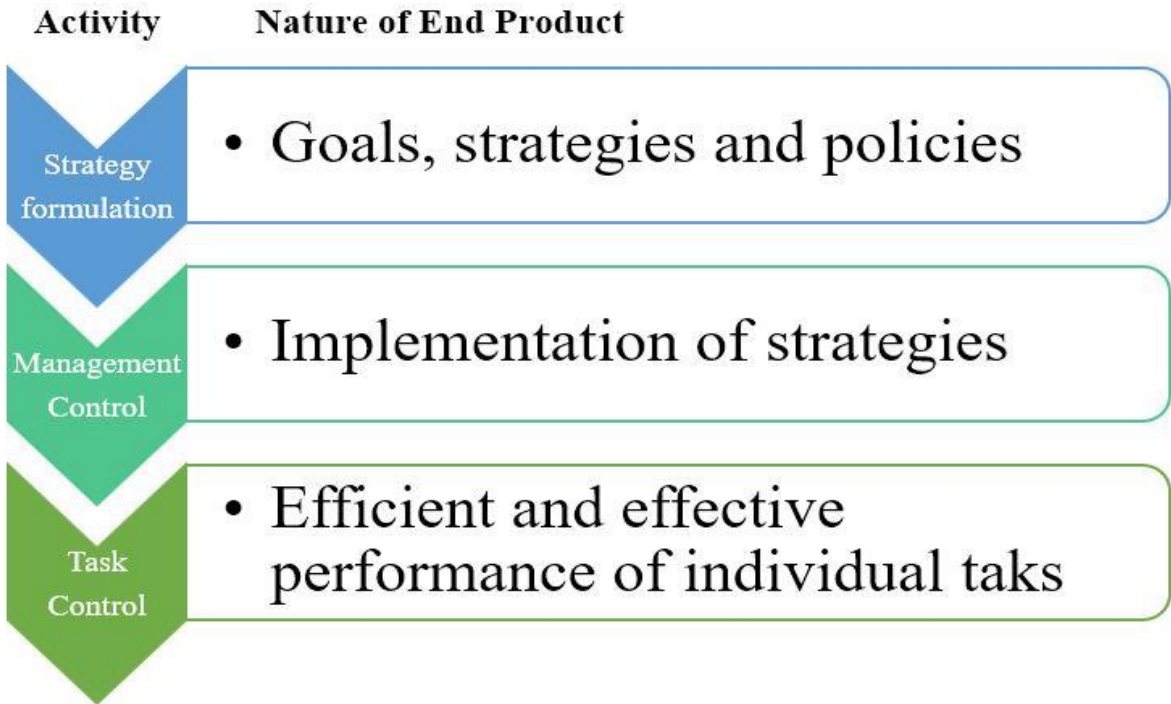 Activity Nature of End Product
Strategy
formulation
• Goals, strategies and policies
Management
Control
• Implementation of strategies
Task
Control
• Efficient and effective
performance of individual taks